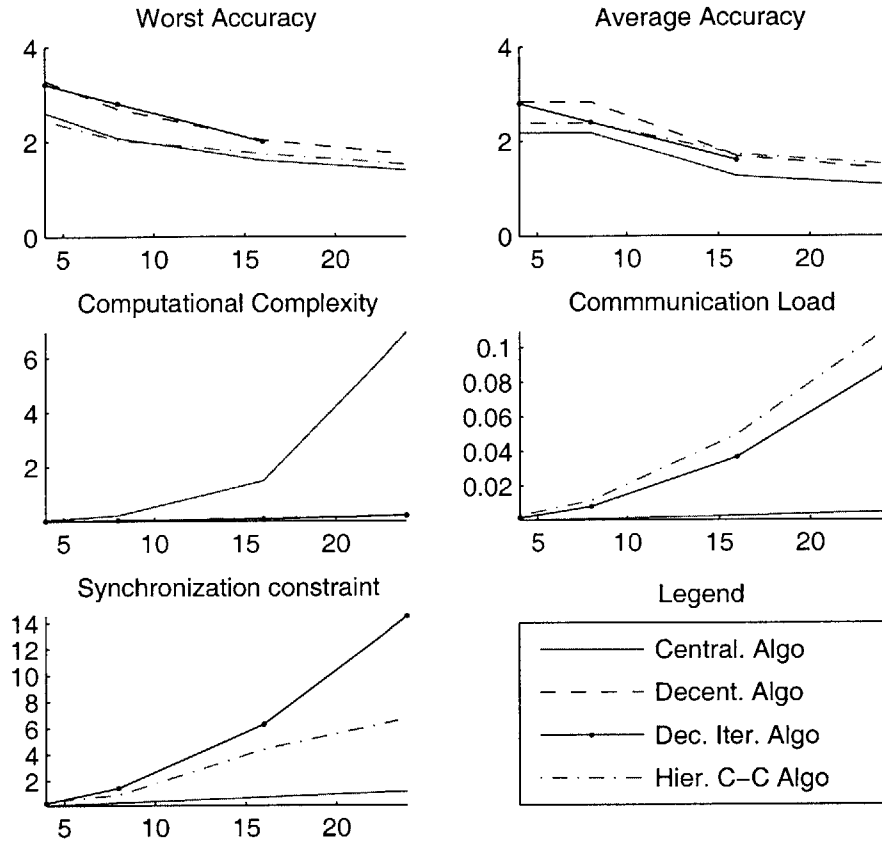 Worst Accuracy
4
2
0
5 10 15 20
Average Accuracy
4
2
0
5 10 15 20
Computational Complexity
6
4
2
5 10 15 20
Commmunication Load
0.1
0.08
0.06
0.04
0.02
5 10 15 20
Synchronization constraint
14
12
10
8
6
4
2
5 10 15 20
Legend
Central. Algo
Decent. Algo
Dec. Iter. Algo
Hier. C-C Algo